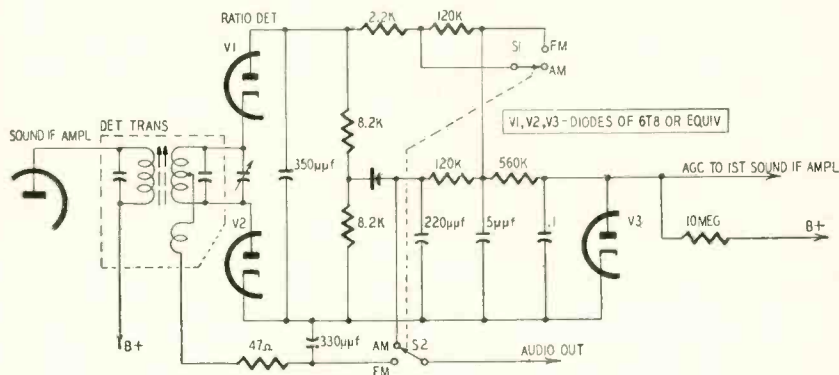 RATIO DET
2.2K
120K
V1
S1
FM
AM
SOUND IF AMPL
DET TRANS
8.2K
V1, V2, V3 – DIODES OF 6T8 OR EQUIV
350µµf
120K
560K
AGC TO 1ST SOUND IF AMPL
V2
8.2K
220µµf
5µµf
.1
V3
10MEG
B+
B+
47Ω
330µµf
AM
S2
FM
AUDIO OUT